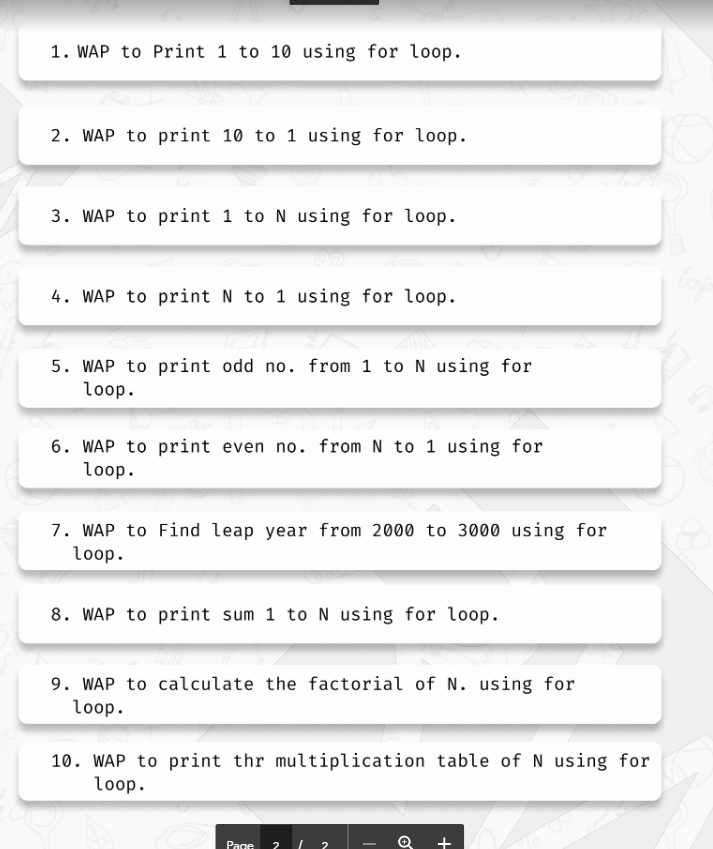 1. WAP to Print 1 to 10 using for loop.
2. WAP to print 10 to 1 using for loop.
3. WAP to print 1 to N using for loop.
4. WAP to print N to 1 using for loop.
5. WAP to print odd no. from 1 to N using for
loop.
6. WAP to print even no. from N to 1 using for
loop.
7. WAP to Find leap year from 2000 to 3000 using for
loop.
8. WAP to print sum 1 to N using for loop.
9. WAP to calculate the factorial of N. using for
loop.
10. WAP to print thr multiplication table of N using for
loop.
Page 2 / 2